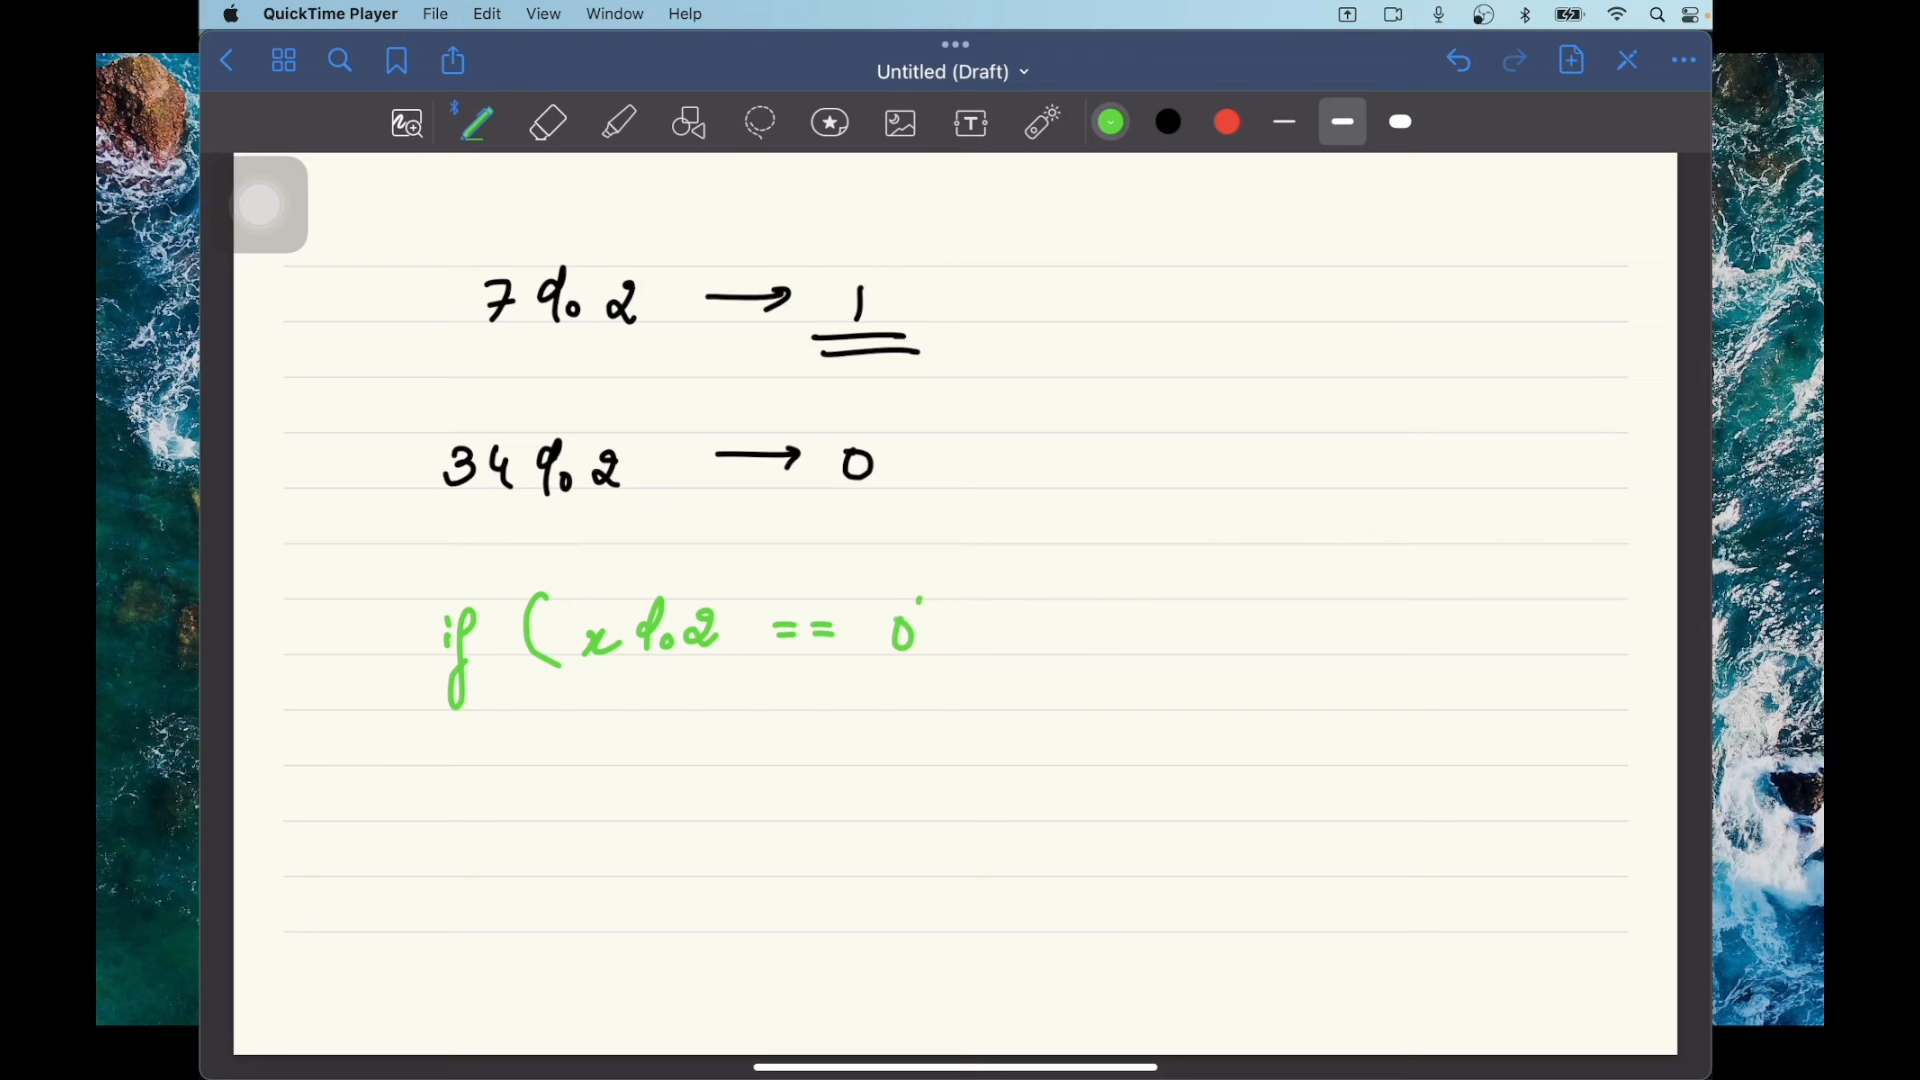 QuickTime Player File Edit View Window Help
Untitled (Draft)
7 % 2 → 1
34 % 2 → 0
if ( x % 2 == 0